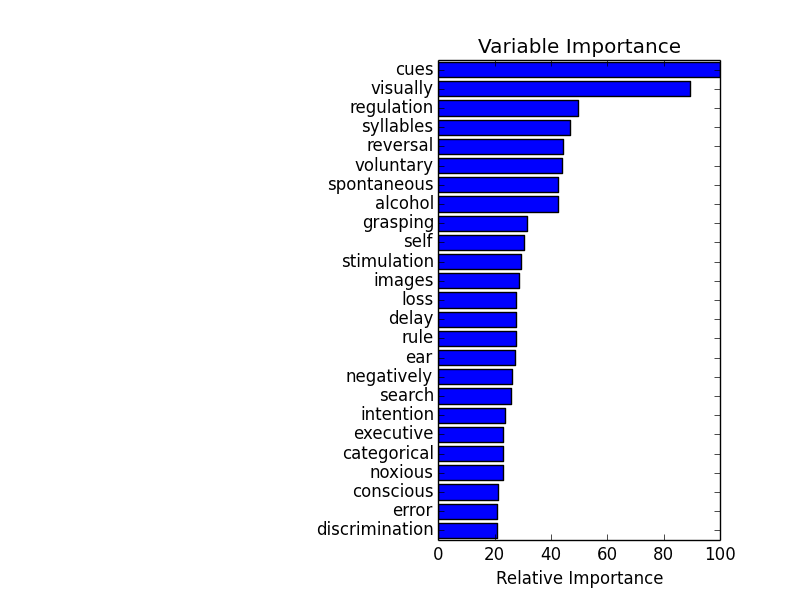 Variable Importance
cues
visually
regulation
syllables
reversal
voluntary
spontaneous
alcohol
grasping
self
stimulation
images
loss
delay
rule
ear
negatively
search
intention
executive
categorical
noxious
conscious
error
discrimination
0 20 40 60 80 100
Relative Importance